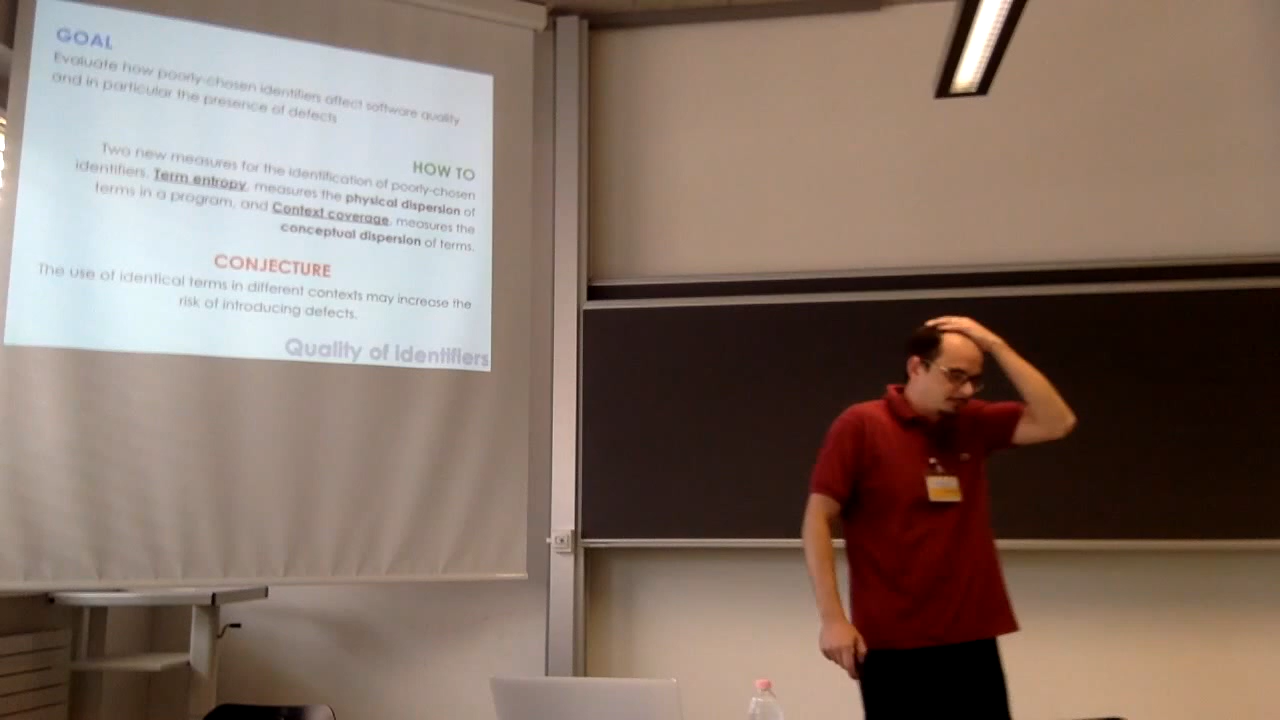 GOAL
Evaluate how poorly-chosen identifiers affect software quality
and in particular the presence of defects
HOW TO
Two new measures for the identification of poorly-chosen
identifiers. Term entropy, measures the physical dispersion of
terms in a program, and Context coverage, measures the
conceptual dispersion of terms.
CONJECTURE
The use of identical terms in different contexts may increase the
risk of introducing defects.
Quality of identifiers